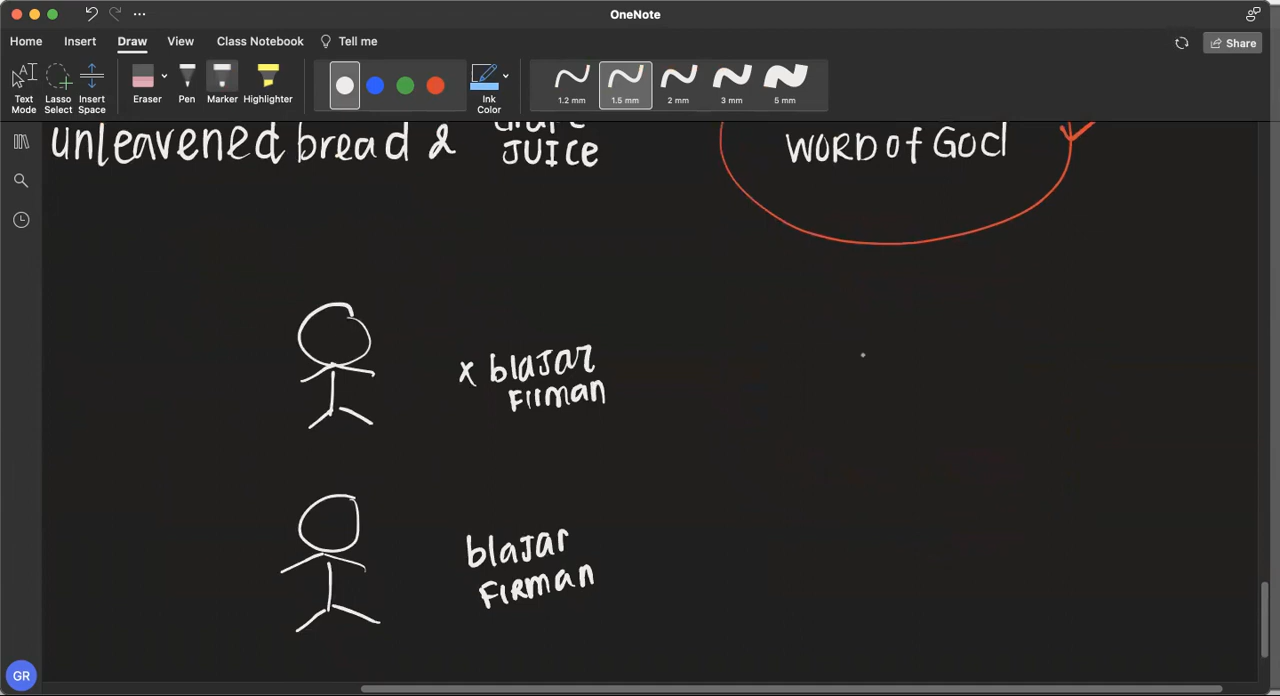 OneNote
Home Insert Draw View Class Notebook Tell me
Share
Text Mode
Lasso Select
Insert Space
Eraser
Pen
Marker
Highlighter
Ink Color
1.2 mm
1.5 mm
2 mm
3 mm
5 mm
unleavened bread &
JUICE
WORD of GOd
x blaJar
FIrman
blaJar
FIRman
GR